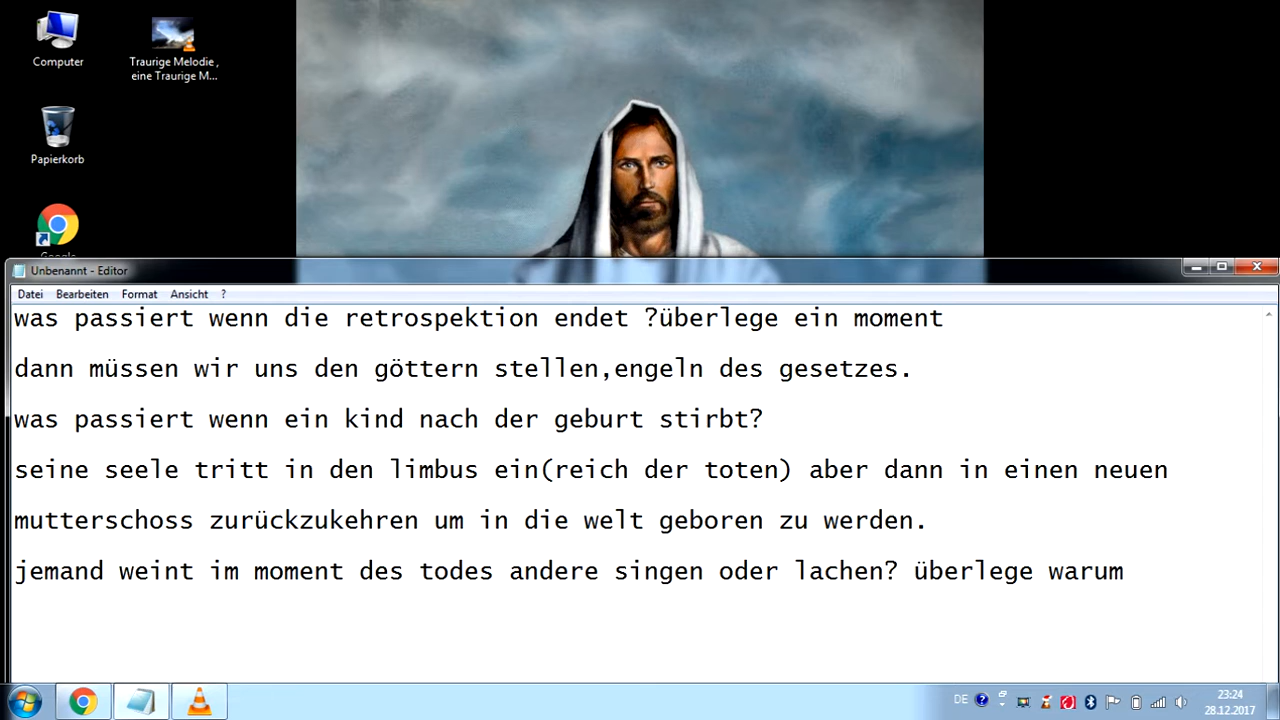 Computer
Traurige Melodie ,
eine Traurige M...
Papierkorb
Google
Unbenannt - Editor
Datei Bearbeiten Format Ansicht ?
was passiert wenn die retrospektion endet ?überlege ein moment
dann müssen wir uns den göttern stellen,engeln des gesetzes.
was passiert wenn ein kind nach der geburt stirbt?
seine seele tritt in den limbus ein(reich der toten) aber dann in einen neuen
mutterschoss zurückzukehren um in die welt geboren zu werden.
jemand weint im moment des todes andere singen oder lachen? überlege warum
DE
23:24
28.12.2017